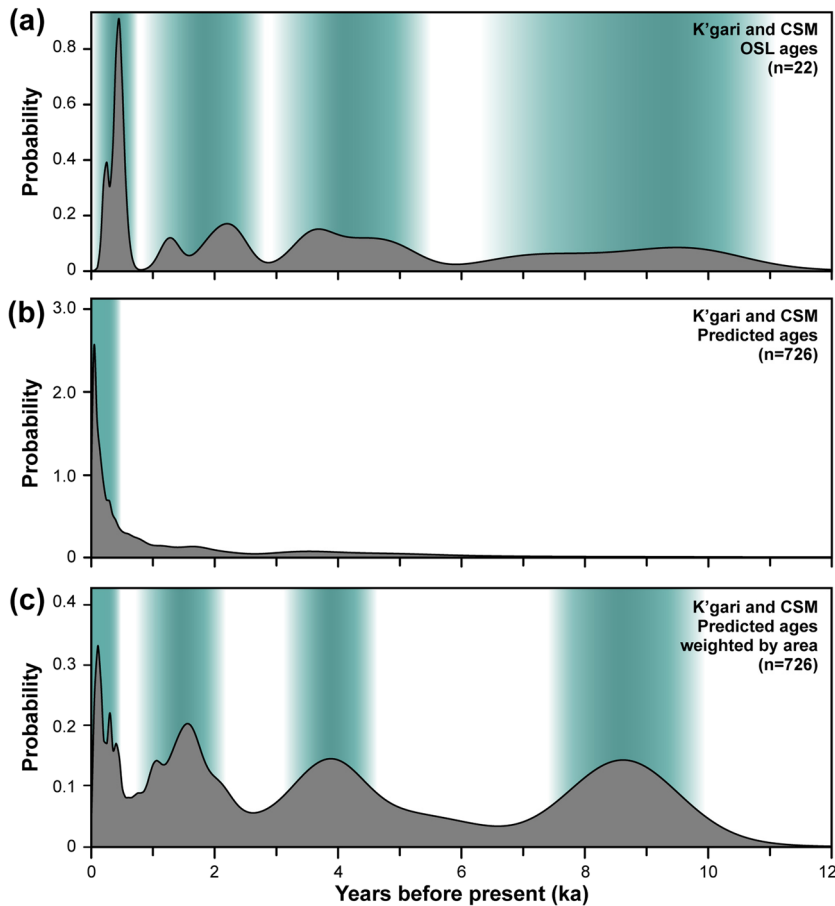 (a)
K'gari and CSM
OSL ages
(n=22)
Probability
0.8
0.6
0.4
0.2
0
(b)
K'gari and CSM
Predicted ages
(n=726)
Probability
3.0
2.0
1.0
0
(c)
K'gari and CSM
Predicted ages
weighted by area
(n=726)
Probability
0.4
0.3
0.2
0.1
0
0 2 4 6 8 10 12
Years before present (ka)